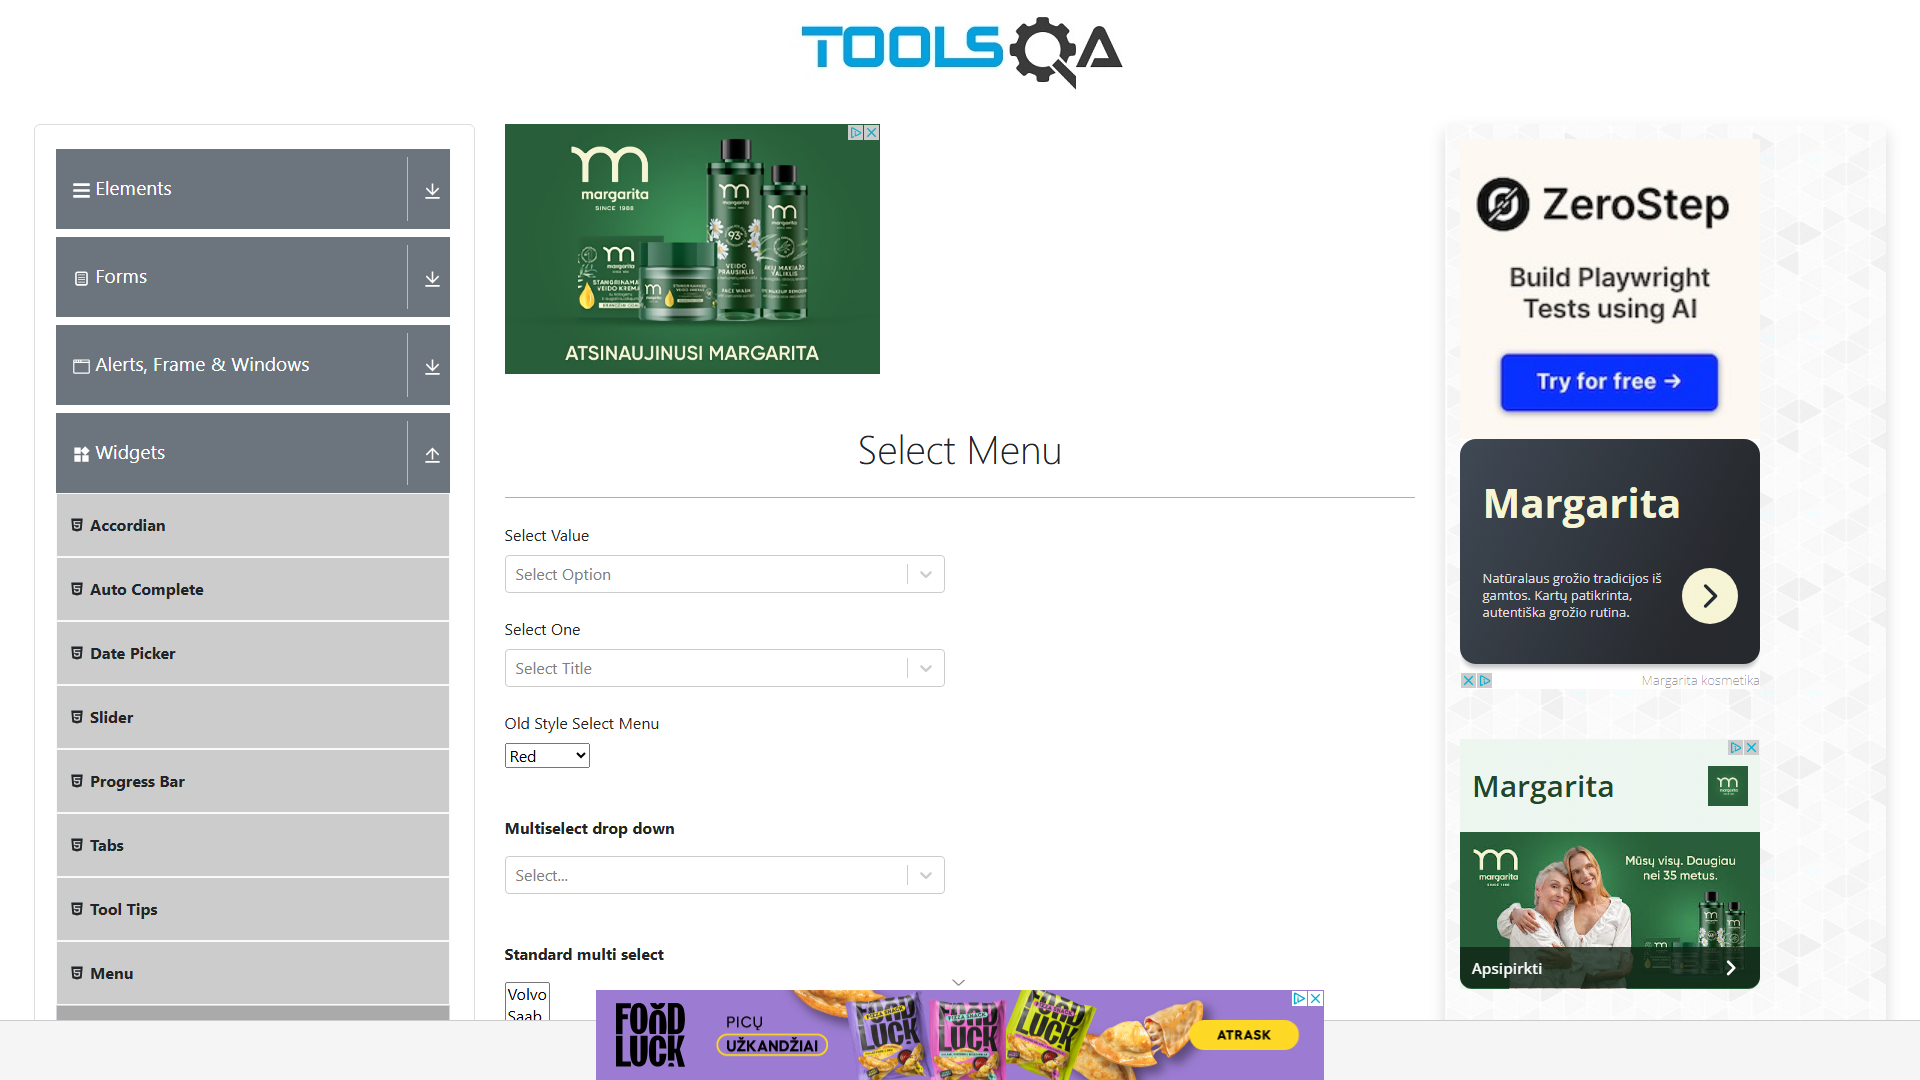 TOOLSQA
Elements
Forms
Alerts, Frame & Windows
Widgets
Accordian
Auto Complete
Date Picker
Slider
Progress Bar
Tabs
Tool Tips
Menu
margarita
SINCE 1988
ATSINAUJINUSI MARGARITA
Select Menu
Select Value
Select Option
Select One
Select Title
Old Style Select Menu
Red
Multiselect drop down
Select...
Standard multi select
Volvo
Saab
ZeroStep
Build Playwright
Tests using AI
Try for free →
Margarita
Natūralaus grožio tradicijos iš
gamtos. Kartų patikrinta,
autentiška grožio rutina.
Margarita kosmetika
Margarita
margarita
Mūsų visų. Daugiau
nei 35 metus.
Apsipirkti
FOOD
LUCK
PICŲ
UŽKANDŽIAI
ATRASK